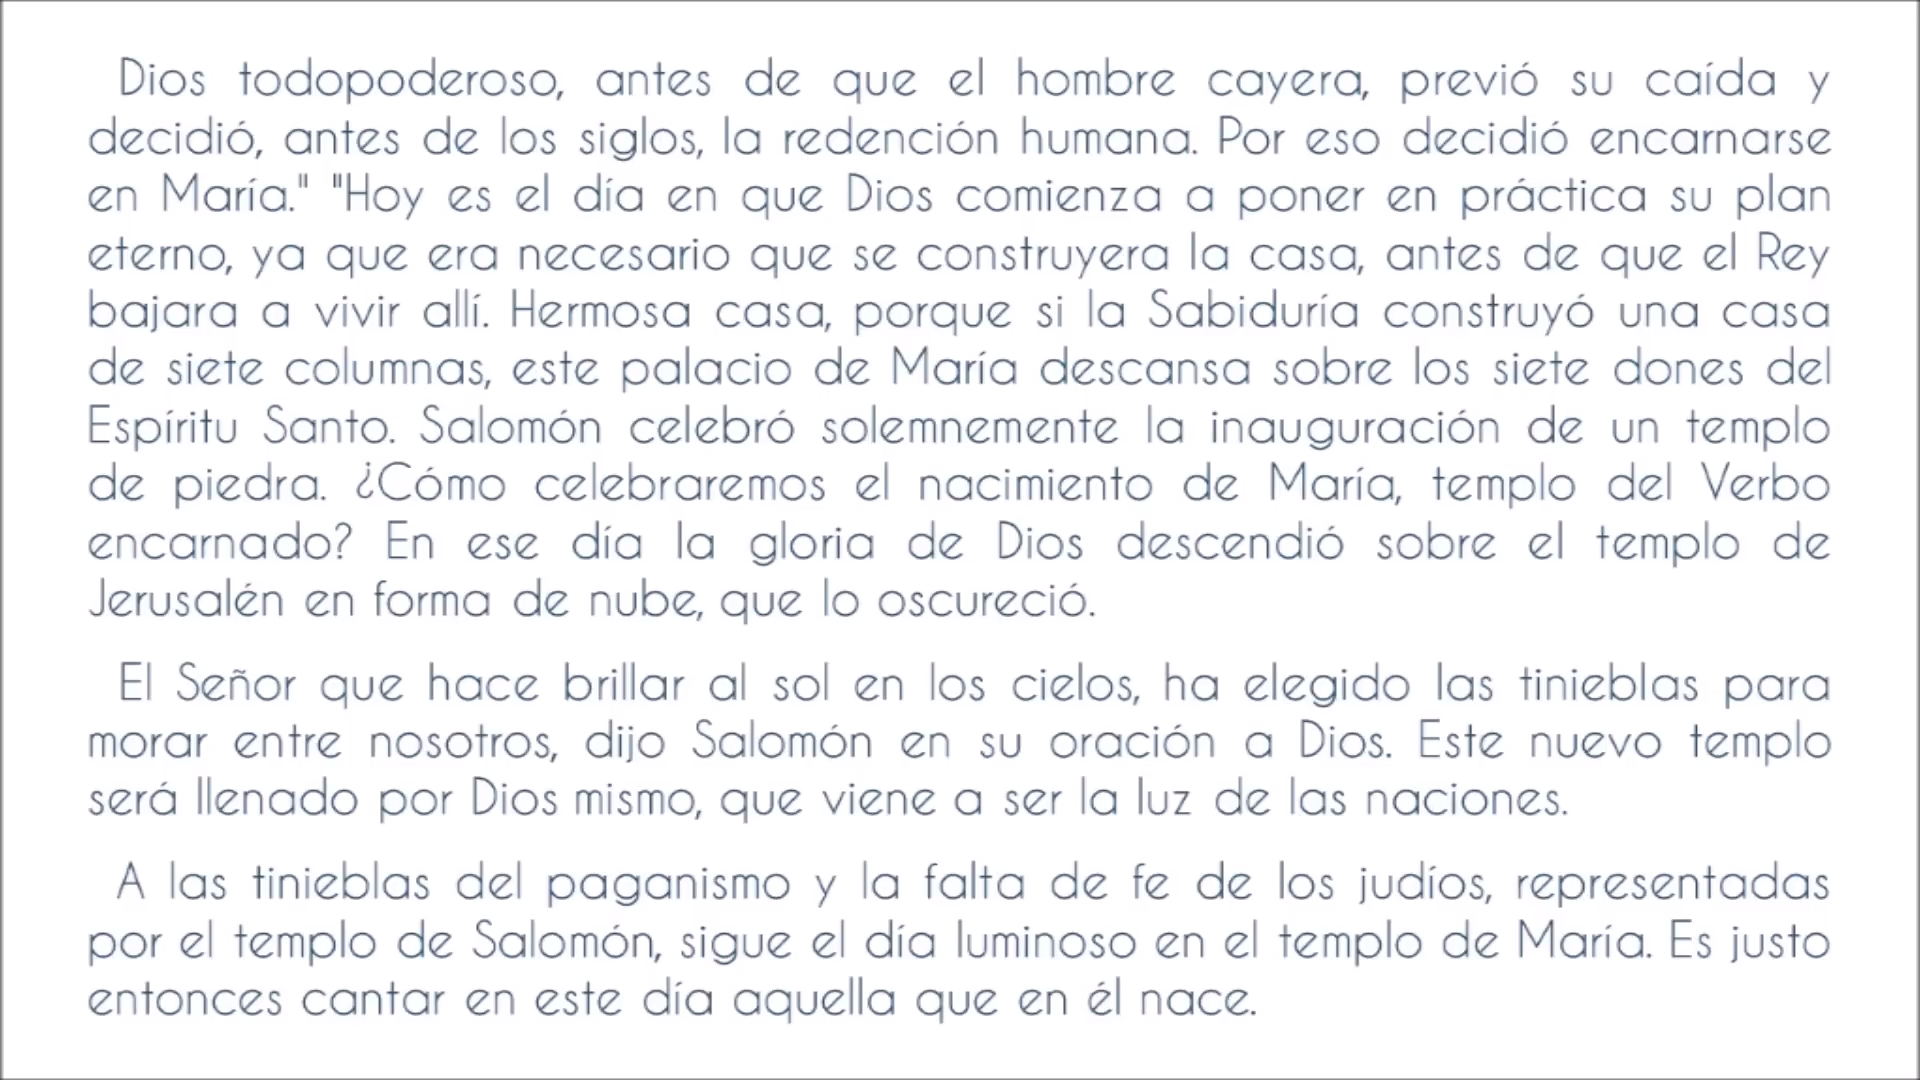 Dios todopoderoso, antes de que el hombre cayera, previó su caída y
decidió, antes de los siglos, la redención humana. Por eso decidió encarnarse
en María." "Hoy es el día en que Dios comienza a poner en práctica su plan
eterno, ya que era necesario que se construyera la casa, antes de que el Rey
bajara a vivir allí. Hermosa casa, porque si la Sabiduría construyó una casa
de siete columnas, este palacio de María descansa sobre los siete dones del
Espíritu Santo. Salomón celebró solemnemente la inauguración de un templo
de piedra. ¿Cómo celebraremos el nacimiento de María, templo del Verbo
encarnado? En ese día la gloria de Dios descendió sobre el templo de
Jerusalén en forma de nube, que lo oscureció.
El Señor que hace brillar al sol en los cielos, ha elegido las tinieblas para
morar entre nosotros, dijo Salomón en su oración a Dios. Este nuevo templo
será llenado por Dios mismo, que viene a ser la luz de las naciones.
A las tinieblas del paganismo y la falta de fe de los judíos, representadas
por el templo de Salomón, sigue el día luminoso en el templo de María. Es justo
entonces cantar en este día aquella que en él nace.